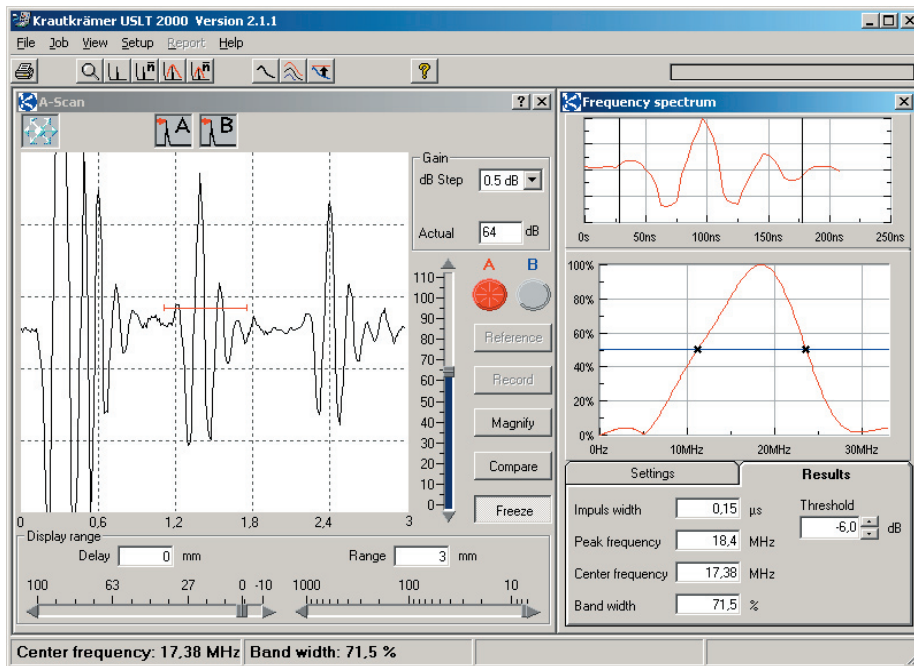 Krautkrämer USLT 2000 Version 2.1.1
File Job View Setup Report Help
A-Scan
A B
Gain
dB Step 0.5 dB
Actual 64 dB
110
100
90
80
70
60
50
40
30
20
10
0
A B
Reference
Record
Magnify
Compare
Freeze
0 0,6 1,2 1,8 2,4 3
Display range
Delay 0 mm Range 3 mm
100 63 27 0 -10 1000 100 10
Frequency spectrum
0s 50ns 100ns 150ns 200ns 250ns
100%
80%
60%
40%
20%
0%
0Hz 10MHz 20MHz 30MHz
Settings Results
Impuls width 0,15 µs
Peak frequency 18,4 MHz
Center frequency 17,38 MHz
Band width 71,5 %
Threshold
-6,0 dB
Center frequency: 17,38 MHz Band width: 71,5 %